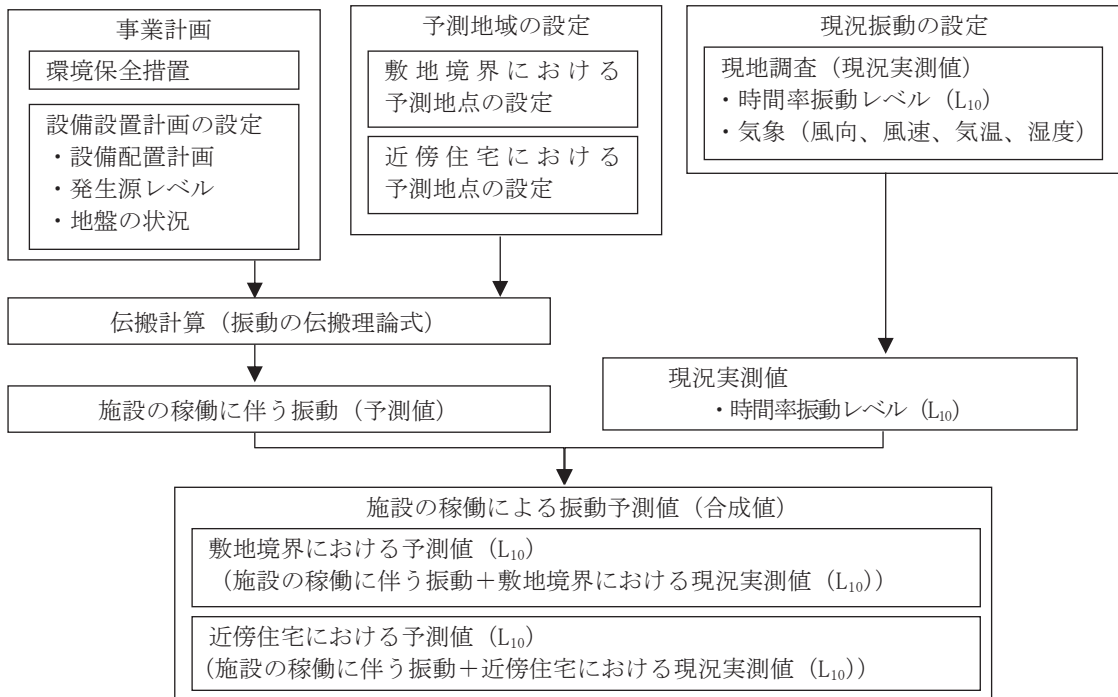 事業計画
環境保全措置
設備設置計画の設定
・設備配置計画
・発生源レベル
・地盤の状況
予測地域の設定
敷地境界における
予測地点の設定
近傍住宅における
予測地点の設定
現況振動の設定
現地調査（現況実測値）
・時間率振動レベル（L10）
・気象（風向、風速、気温、湿度）
伝搬計算（振動の伝搬理論式）
施設の稼働に伴う振動（予測値）
現況実測値
・時間率振動レベル（L10）
施設の稼働による振動予測値（合成値）
敷地境界における予測値（L10）
（施設の稼働に伴う振動＋敷地境界における現況実測値（L10））
近傍住宅における予測値（L10）
（施設の稼働に伴う振動＋近傍住宅における現況実測値（L10））